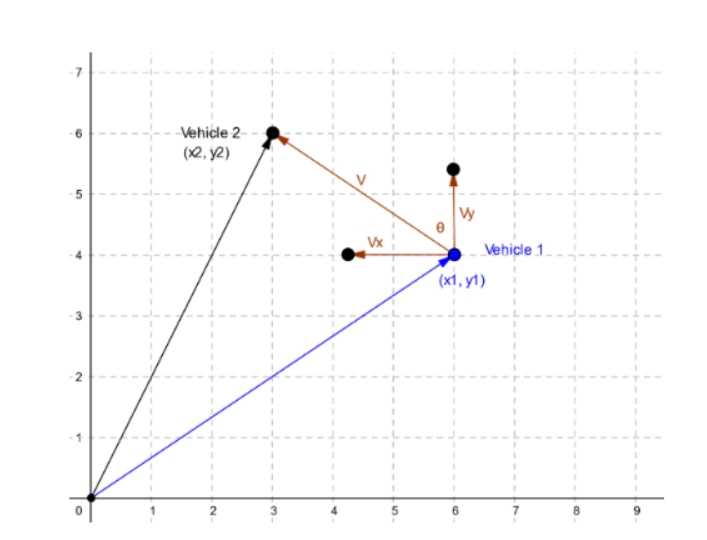 7
Vehicle 2
6
(x2, y2)
V
5
Vy
θ
Vx
Vehicle 1
4
(x1, y1)
3
2
1
0 1 2 3 4 5 6 7 8 9